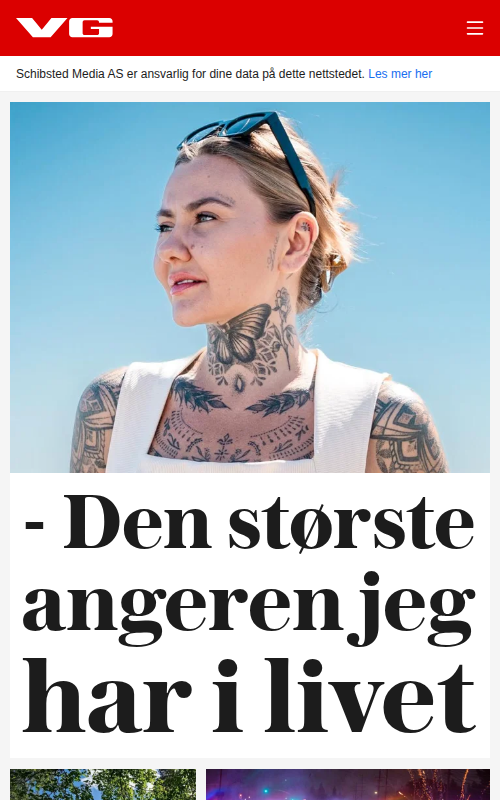 VG
Schibsted Media AS er ansvarlig for dine data på dette nettstedet. Les mer her
- Den største
angeren jeg
har i livet